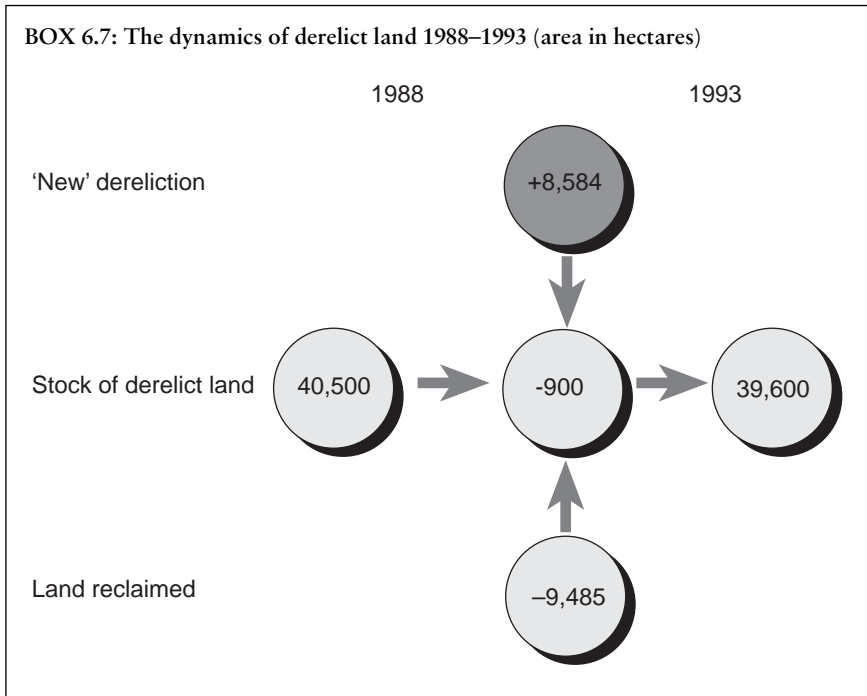 BOX 6.7: The dynamics of derelict land 1988–1993 (area in hectares)
1988 1993
‘New’ dereliction +8,584
Stock of derelict land 40,500 -900 39,600
Land reclaimed –9,485